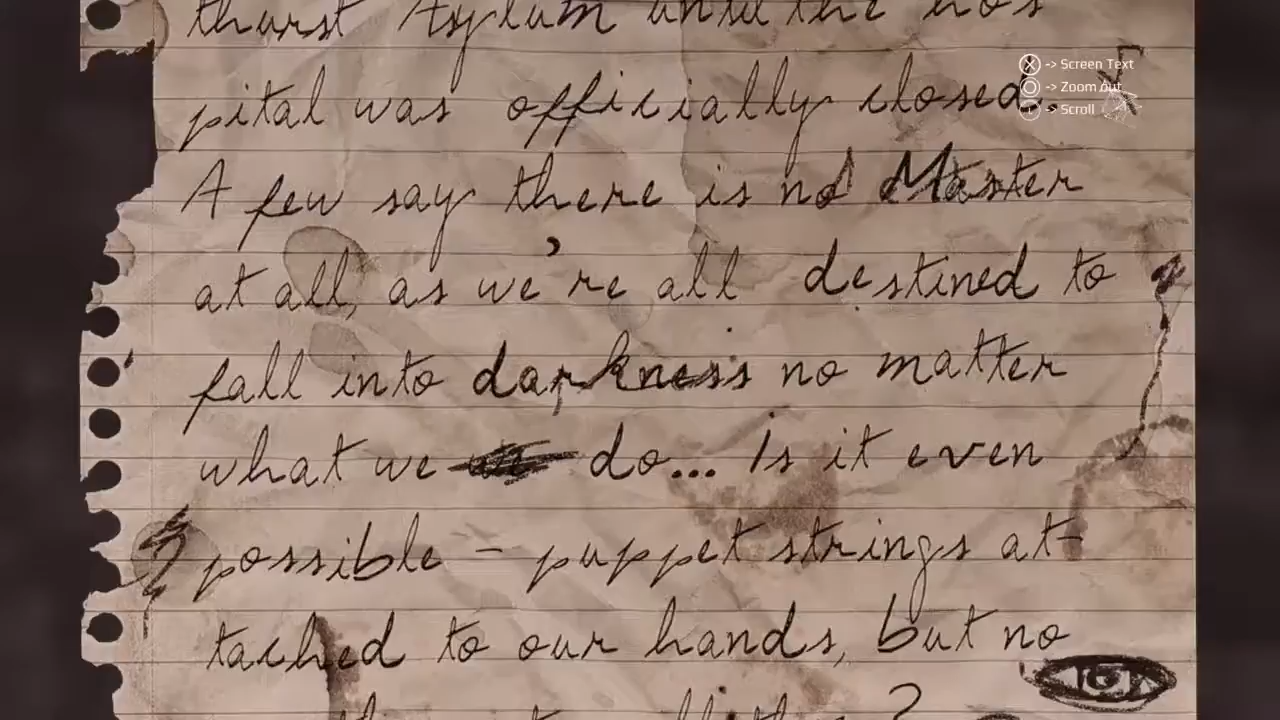 thurst Asylum until the hos
pital was officially closed.
A few say there is no Master
at all, as we're all destined to
fall into darkness no matter
what we do... Is it even
possible - puppet strings at-
tached to our hands, but no
?
-> Screen Text
-> Zoom Out
-> Scroll